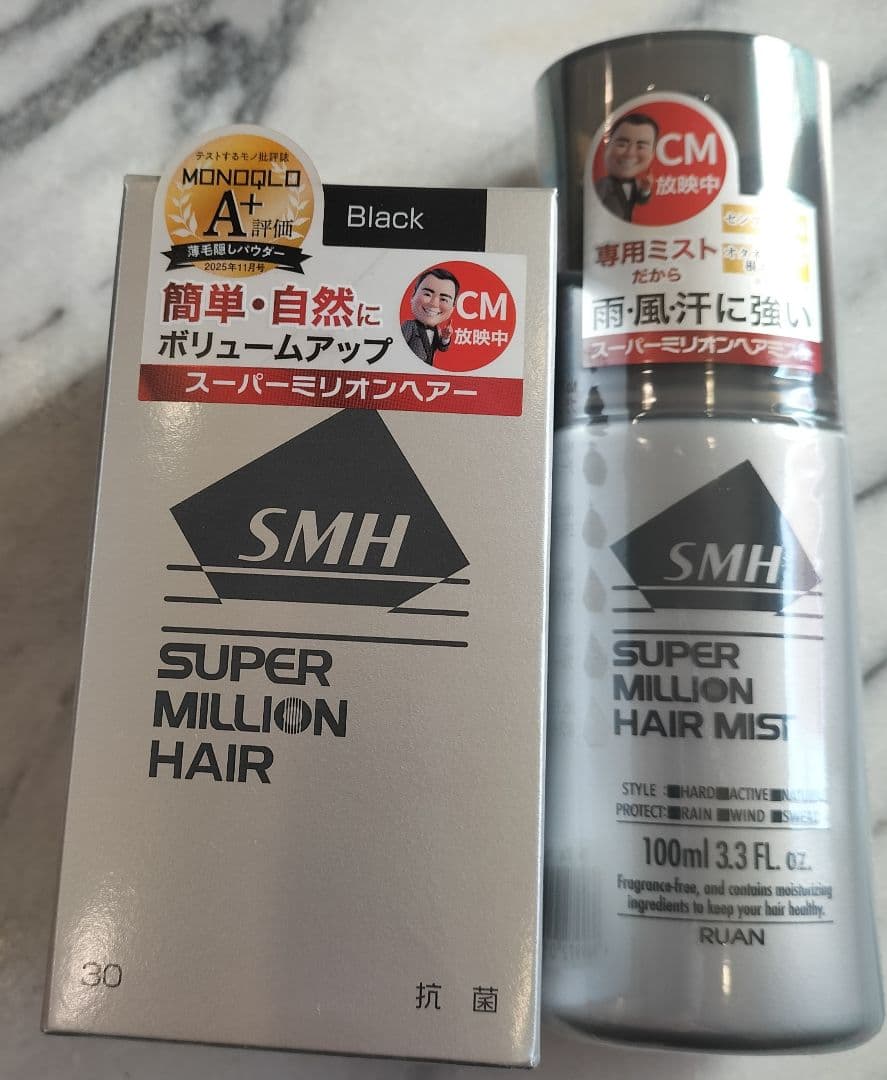 テストするモノ批評誌
MONOQLO
A+
評価
薄毛隠しパウダー
2025年11月号
Black
簡単・自然に
ボリュームアップ
CM
放映中
スーパーミリオンヘアー
SMH
SUPER
MILLION
HAIR
30
抗菌
CM
放映中
専用ミスト
だから
雨・風・汗に強い
スーパーミリオンヘアミスト
SMH
SUPER
MILLION
HAIR MIST
STYLE : HARD ACTIVE
PROTECT: RAIN WIND
100ml 3.3 FL. oz.
Fragrance-free, and contains moisturizing
ingredients to keep your hair healthy.
RUAN